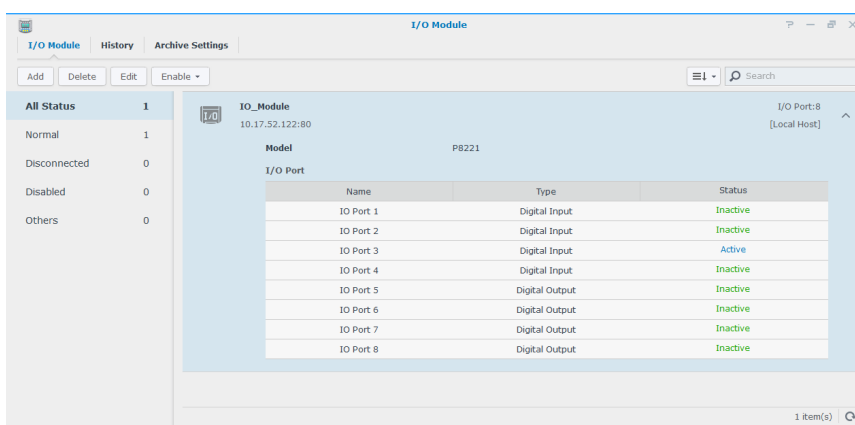 I/O Module
I/O Module History Archive Settings
Add Delete Edit Enable Search
All Status 1
Normal 1
Disconnected 0
Disabled 0
Others 0
I/O
IO_Module I/O Port:8
10.17.52.122:80 [Local Host]
Model P8221
I/O Port
Name Type Status
IO Port 1 Digital Input Inactive
IO Port 2 Digital Input Inactive
IO Port 3 Digital Input Active
IO Port 4 Digital Input Inactive
IO Port 5 Digital Output Inactive
IO Port 6 Digital Output Inactive
IO Port 7 Digital Output Inactive
IO Port 8 Digital Output Inactive
1 item(s)